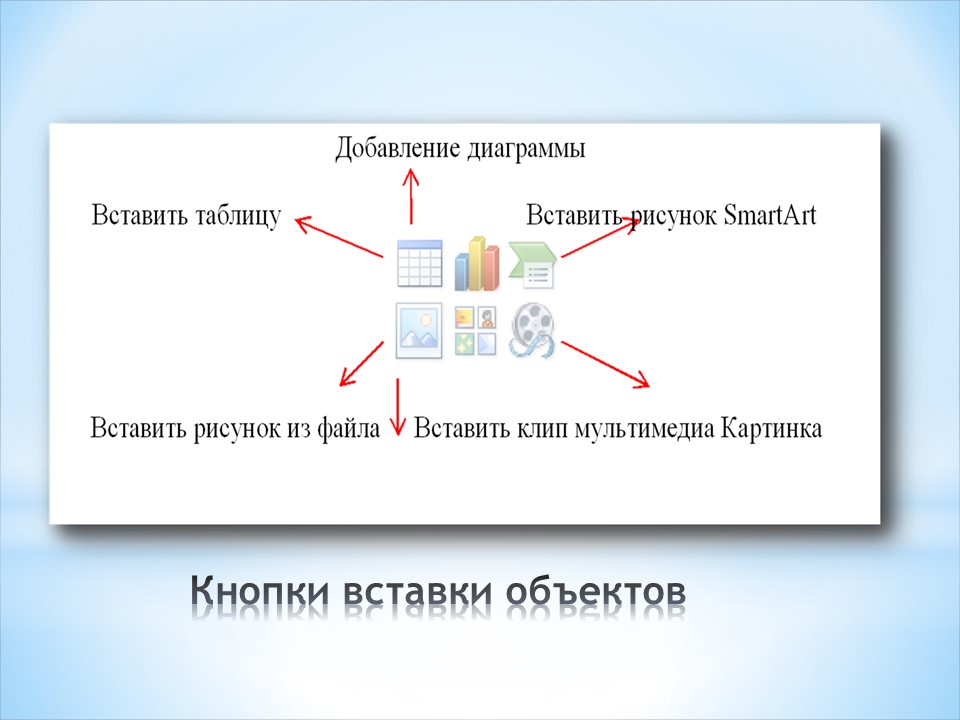 Добавление диаграммы
Вставить таблицу
Вставить рисунок SmartArt
Вставить рисунок из файла
Вставить клип мультимедиа Картинка
Кнопки вставки объектов